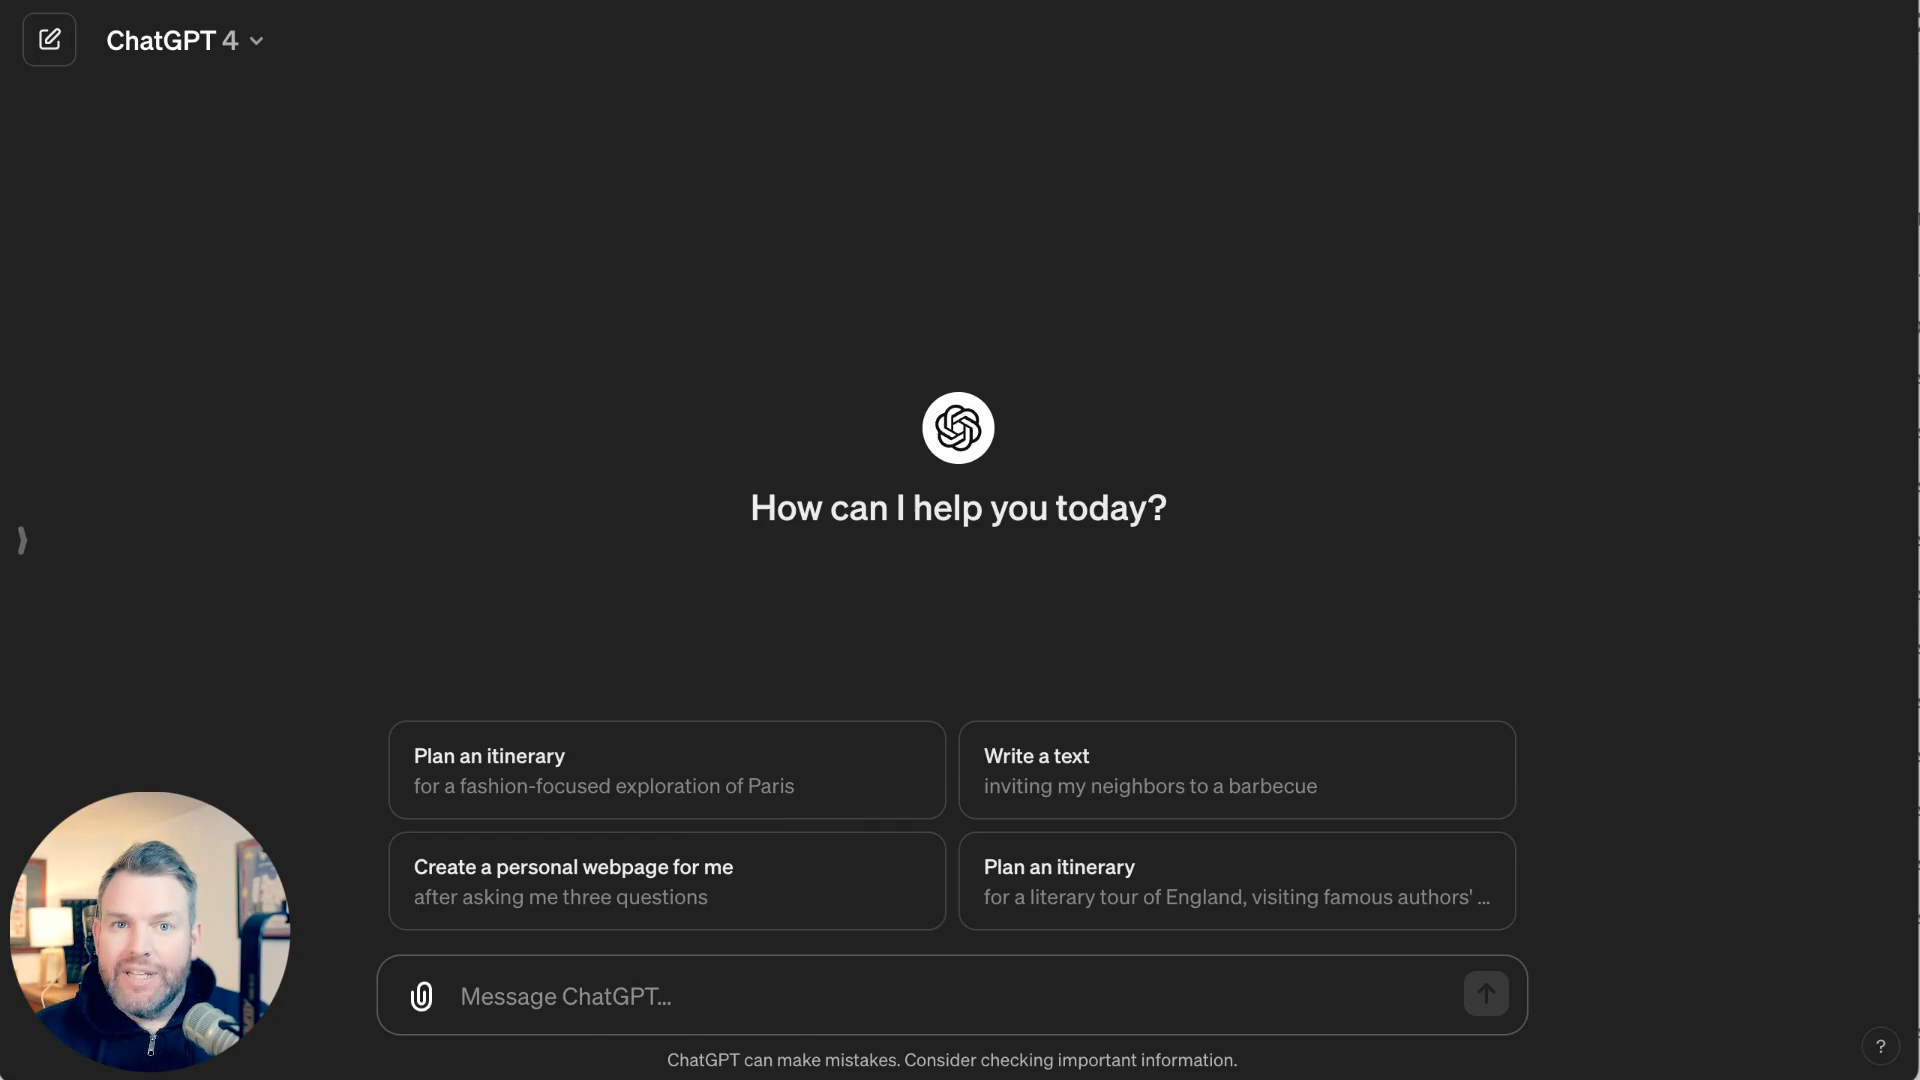 ChatGPT 4
How can I help you today?
Plan an itinerary
for a fashion-focused exploration of Paris
Write a text
inviting my neighbors to a barbecue
Create a personal webpage for me
after asking me three questions
Plan an itinerary
for a literary tour of England, visiting famous authors' ...
Message ChatGPT...
ChatGPT can make mistakes. Consider checking important information.
?